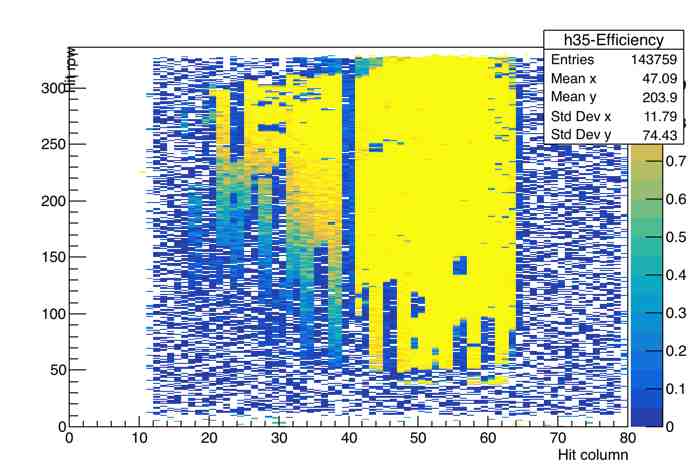 h35-Efficiency
Entries 143759
Mean x 47.09
Mean y 203.9
Std Dev x 11.79
Std Dev y 74.43
Hit row
300
250
200
150
100
50
0
0 10 20 30 40 50 60 70 80
Hit column
0.7
0.6
0.5
0.4
0.3
0.2
0.1
0